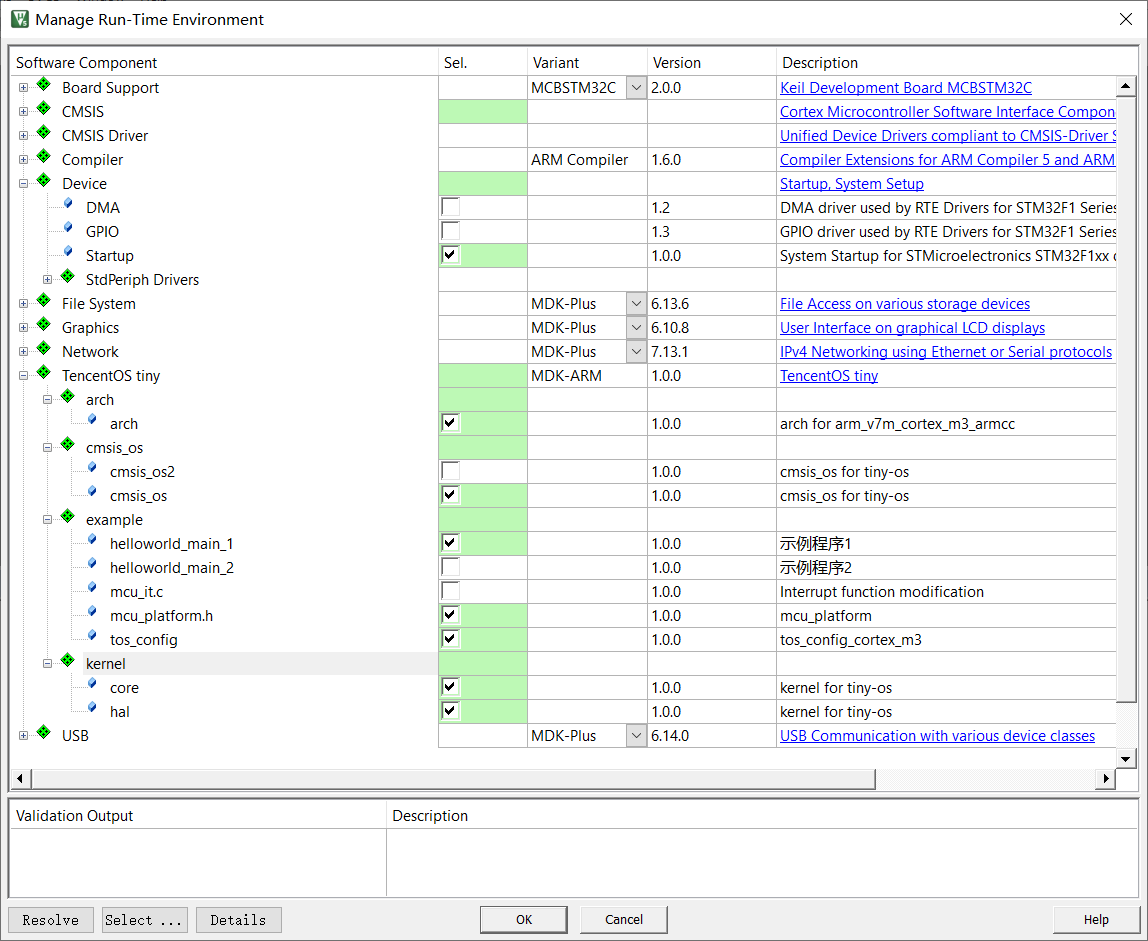 Manage Run-Time Environment
Software Component Sel. Variant Version Description
Board Support MCBSTM32C 2.0.0 Keil Development Board MCBSTM32C
CMSIS Cortex Microcontroller Software Interface Compon
CMSIS Driver Unified Device Drivers compliant to CMSIS-Driver S
Compiler ARM Compiler 1.6.0 Compiler Extensions for ARM Compiler 5 and ARM
Device Startup, System Setup
DMA 1.2 DMA driver used by RTE Drivers for STM32F1 Series
GPIO 1.3 GPIO driver used by RTE Drivers for STM32F1 Series
Startup 1.0.0 System Startup for STMicroelectronics STM32F1xx
StdPeriph Drivers
File System MDK-Plus 6.13.6 File Access on various storage devices
Graphics MDK-Plus 6.10.8 User Interface on graphical LCD displays
Network MDK-Plus 7.13.1 IPv4 Networking using Ethernet or Serial protocols
TencentOS tiny MDK-ARM 1.0.0 TencentOS tiny
arch
arch 1.0.0 arch for arm_v7m_cortex_m3_armcc
cmsis_os
cmsis_os2 1.0.0 cmsis_os for tiny-os
cmsis_os 1.0.0 cmsis_os for tiny-os
example
helloworld_main_1 1.0.0 示例程序1
helloworld_main_2 1.0.0 示例程序2
mcu_it.c 1.0.0 Interrupt function modification
mcu_platform.h 1.0.0 mcu_platform
tos_config 1.0.0 tos_config_cortex_m3
kernel
core 1.0.0 kernel for tiny-os
hal 1.0.0 kernel for tiny-os
USB MDK-Plus 6.14.0 USB Communication with various device classes
Validation Output Description
Resolve Select ... Details OK Cancel Help